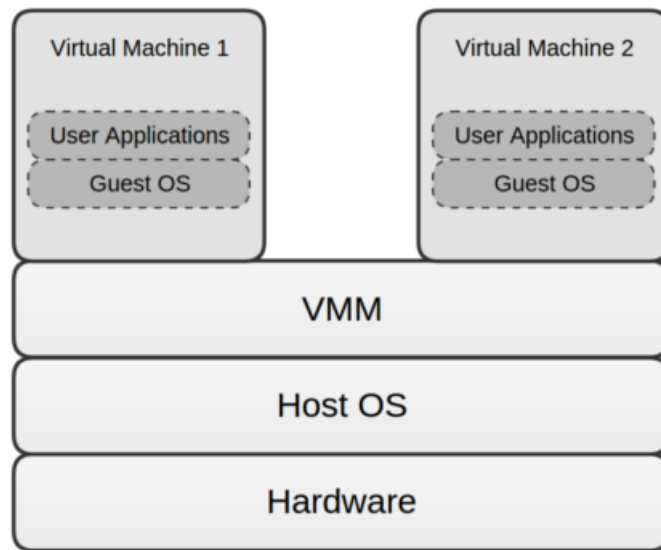 Virtual Machine 1
User Applications
Guest OS
Virtual Machine 2
User Applications
Guest OS
VMM
Host OS
Hardware